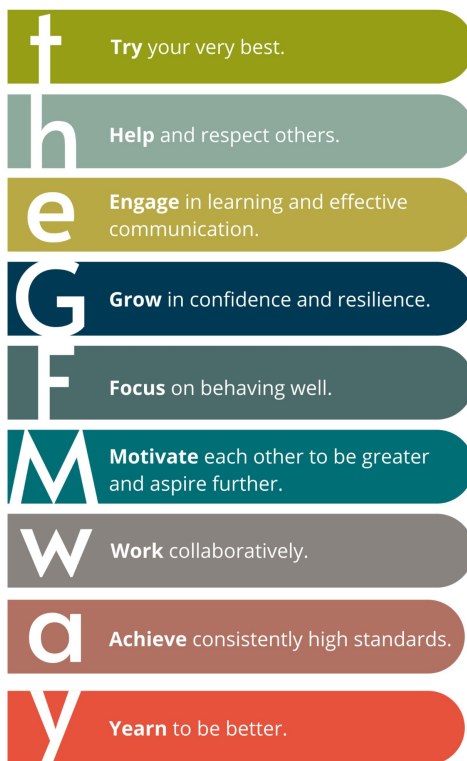 t Try your very best.
h Help and respect others.
e Engage in learning and effective
communication.
G Grow in confidence and resilience.
F Focus on behaving well.
M Motivate each other to be greater
and aspire further.
w Work collaboratively.
a Achieve consistently high standards.
y Yearn to be better.